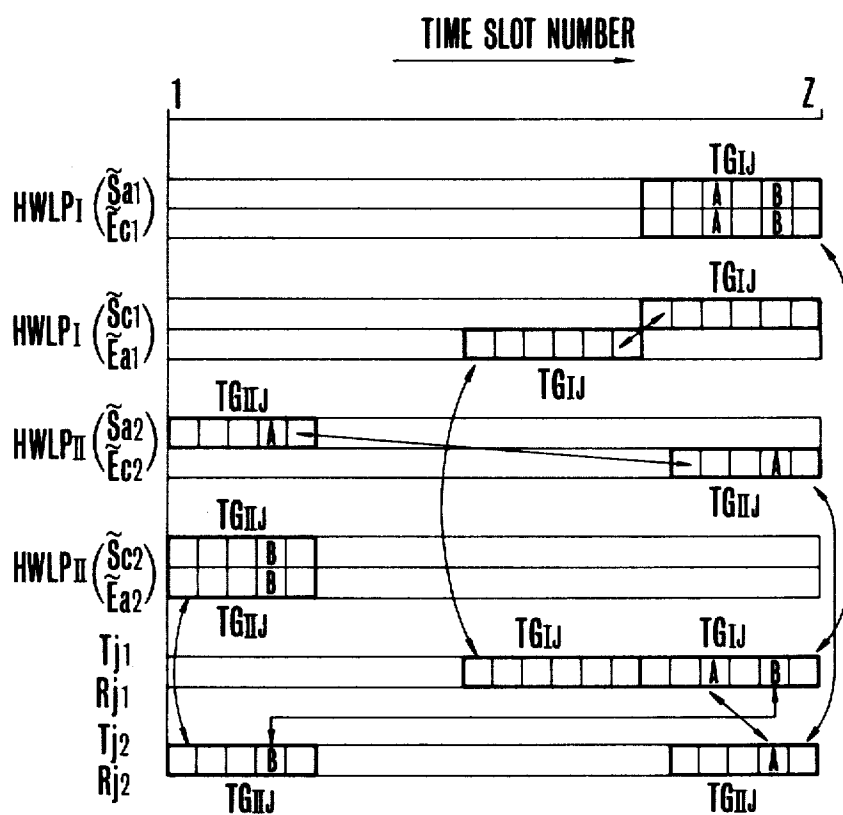 TIME SLOT NUMBER
1 Z
TGIJ
HWLPI (S̃a1
A B
Ẽc1)
A B
TGIJ
HWLPI (S̃c1
Ẽa1)
TGIJ
TGIIJ
HWLPII (S̃a2
A
Ẽc2)
A
TGIIJ
TGIIJ
HWLPII (S̃c2
B
Ẽa2)
B
TGIIJ
TGIJ TGIJ
Tj1
A B
Rj1
Tj2
B A
Rj2
TGIIJ TGIIJ